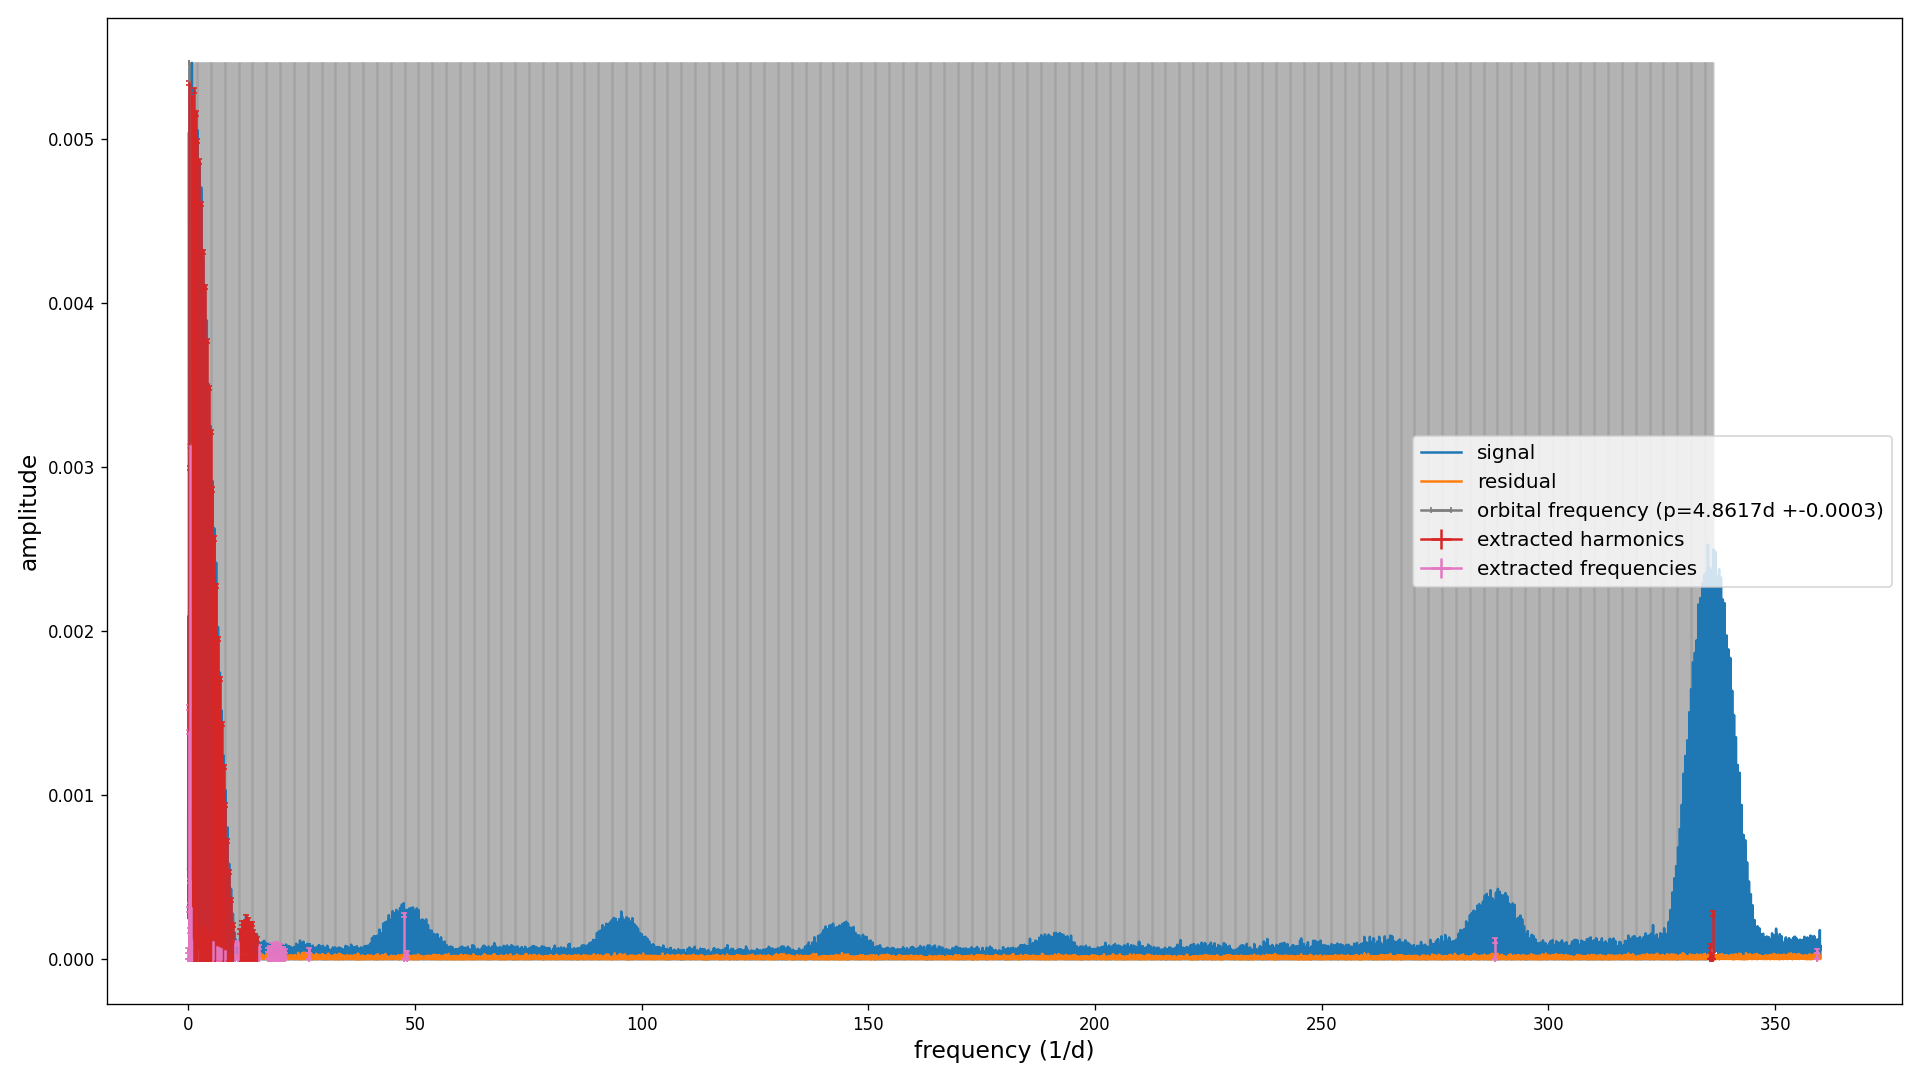 amplitude
0.005
0.004
0.003
0.002
0.001
0.000
signal
residual
orbital frequency (p=4.8617d +-0.0003)
extracted harmonics
extracted frequencies
0 50 100 150 200 250 300 350
frequency (1/d)